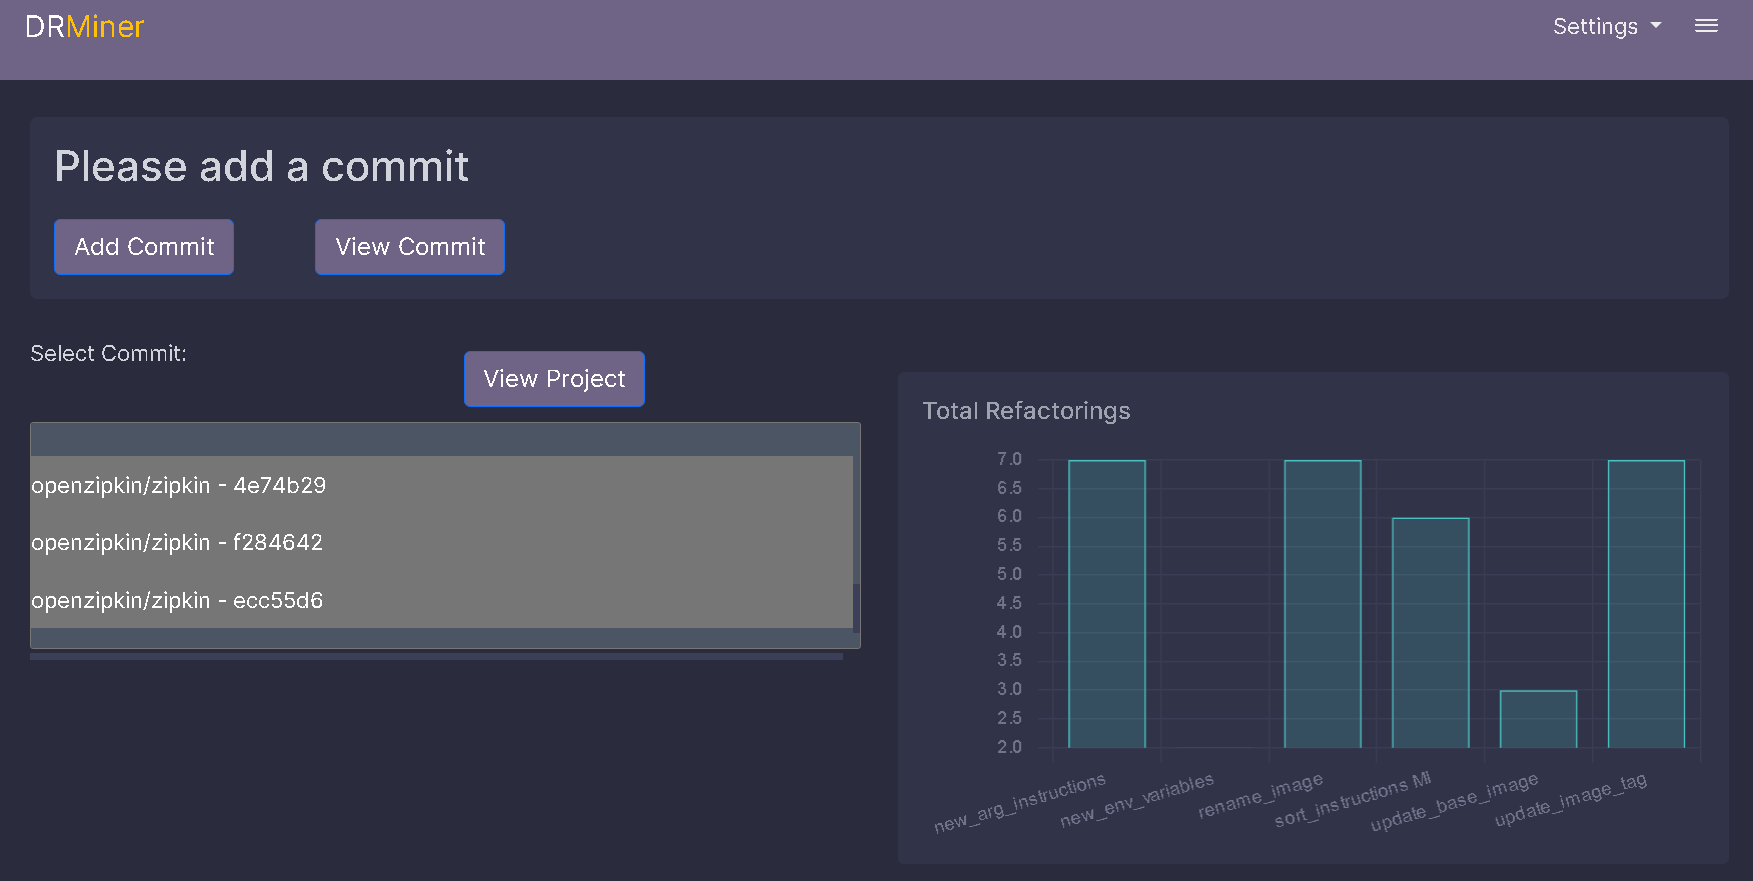 DRMiner
Settings
Please add a commit
Add Commit
View Commit
Select Commit:
View Project
openzipkin/zipkin - 4e74b29
openzipkin/zipkin - f284642
openzipkin/zipkin - ecc55d6
Total Refactorings
7.0
6.5
6.0
5.5
5.0
4.5
4.0
3.5
3.0
2.5
2.0
new_arg_instructions
new_env_variables
rename_image
sort_instructions MI
update_base_image
update_image_tag